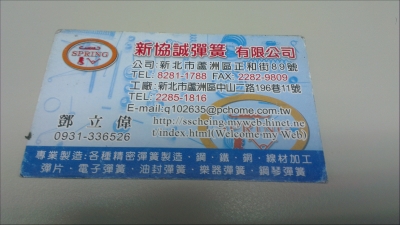 SPRING
新協誠彈簧 有限公司
公司:新北市蘆洲區正和街89號
TEL: 8281-1788 FAX 2282-9809
工廠:新北市蘆洲區中山二路196巷11號
TEL: 2285-1816
E-mail:q102635@pchome.com.tw
http://sscheing.myweb.hinet.ne
t/index.htm(Welcome my Web)
鄧立偉
0931-336526
專業製造:各種精密彈簧製造·鋼·鐵·銅·線材加工
彈片·電子彈簧·油封彈簧·樂器彈簧·鋼琴彈簧